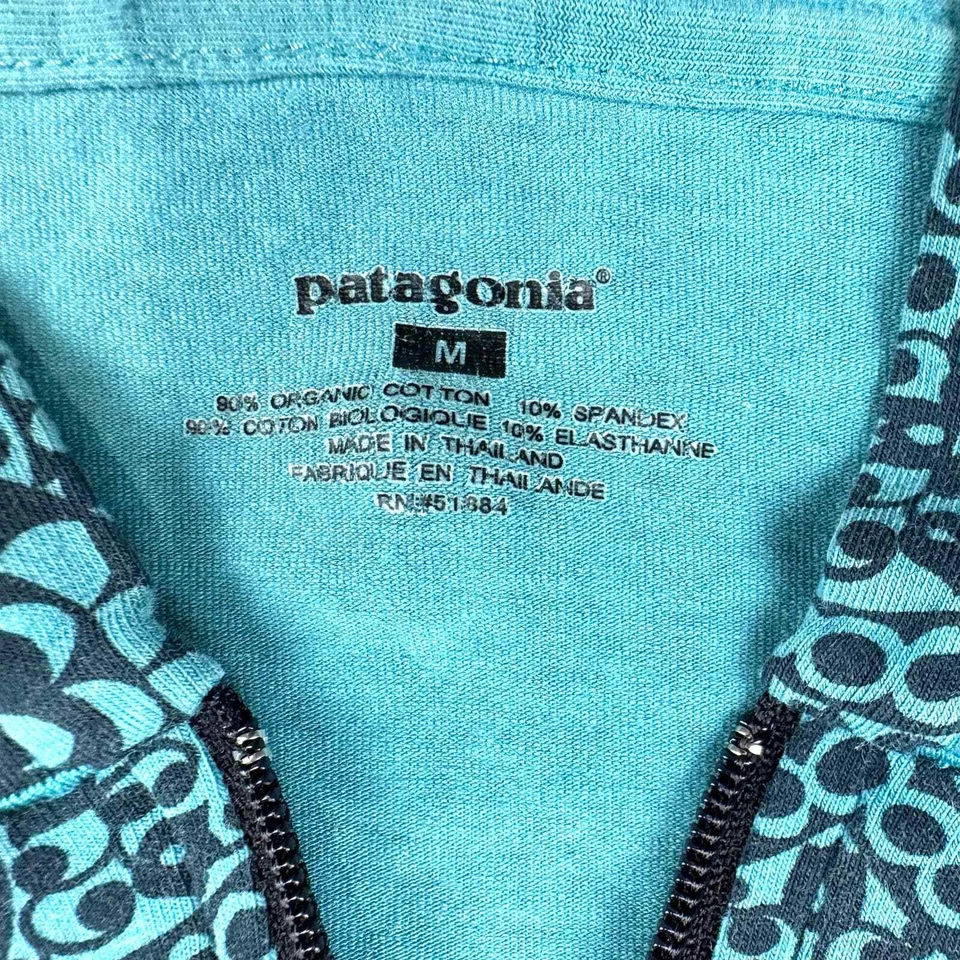 patagonia®
M
90% ORGANIC COTTON 10% SPANDEX
90% COTON BIOLOGIQUE 10% ELASTHANNE
MADE IN THAILAND
FABRIQUE EN THAILANDE
RN #51884